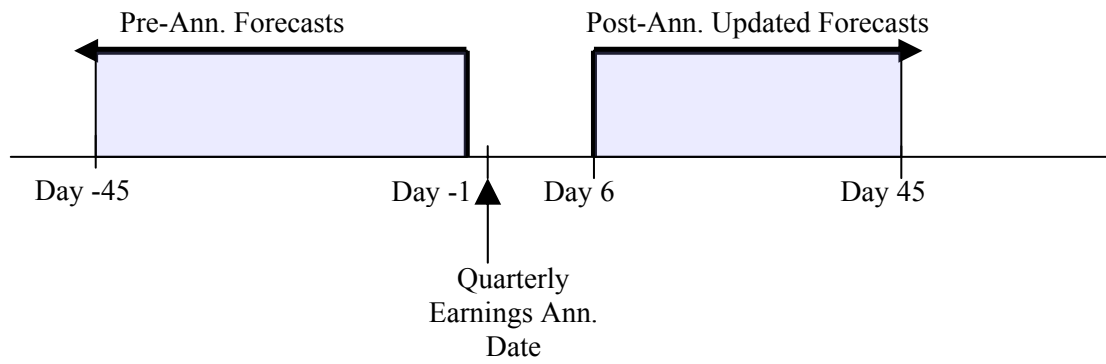 Pre-Ann. Forecasts
Post-Ann. Updated Forecasts
Day -45
Day -1
Day 6
Day 45
Quarterly
Earnings Ann.
Date